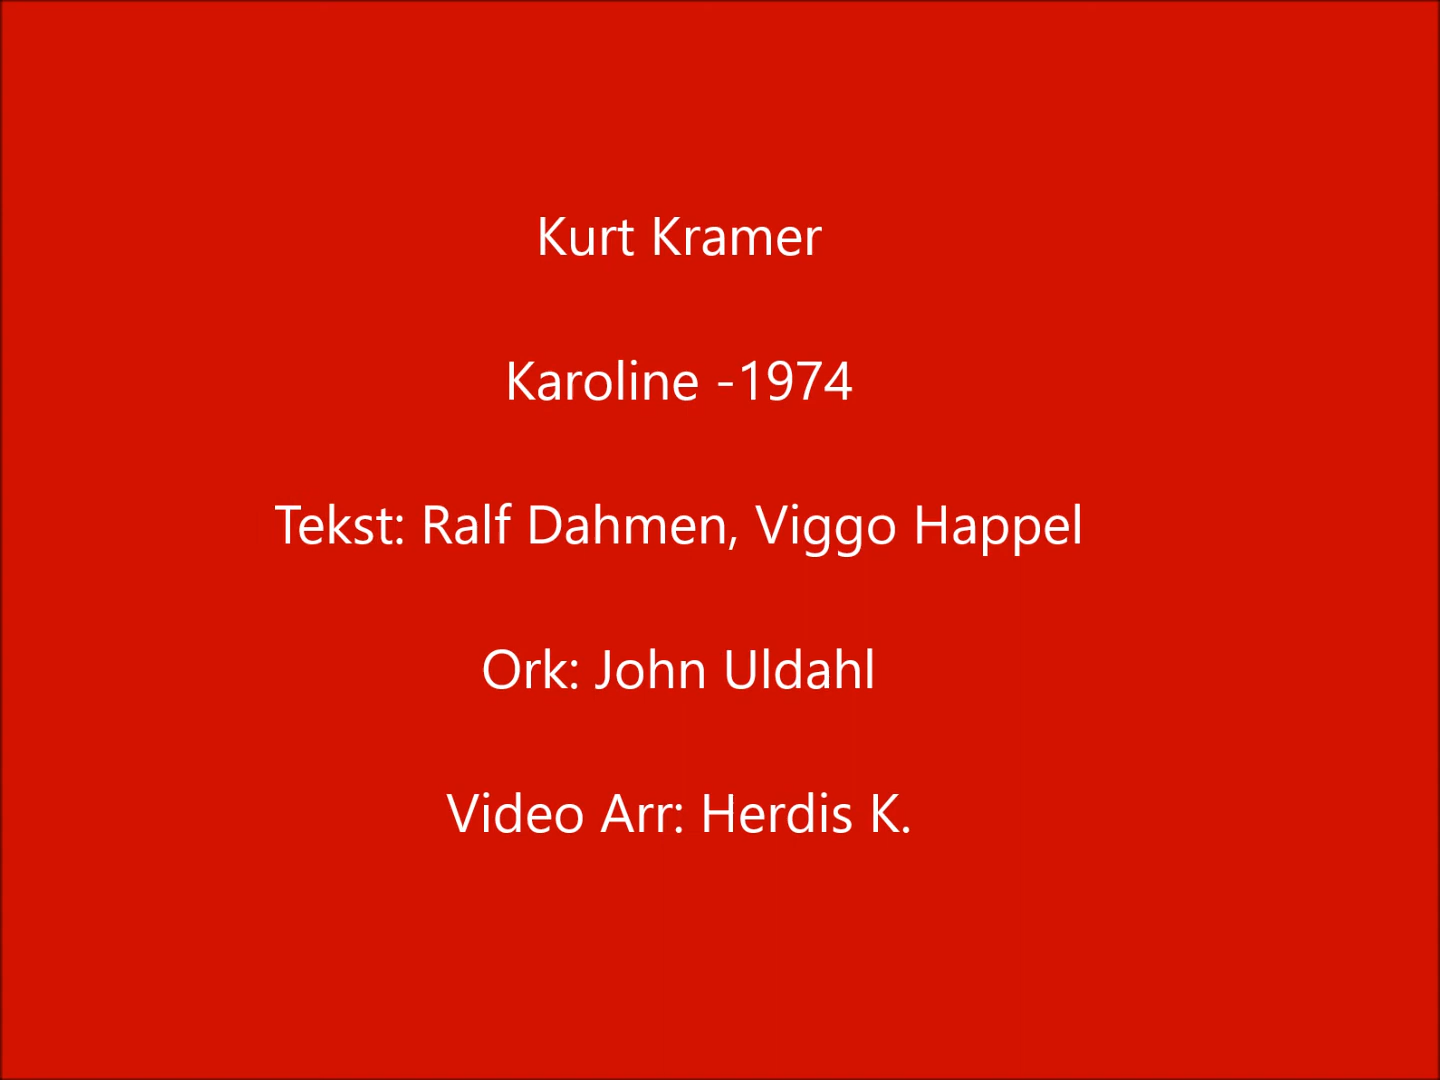 Kurt Kramer
Karoline -1974
Tekst: Ralf Dahmen, Viggo Happel
Ork: John Uldahl
Video Arr: Herdis K.